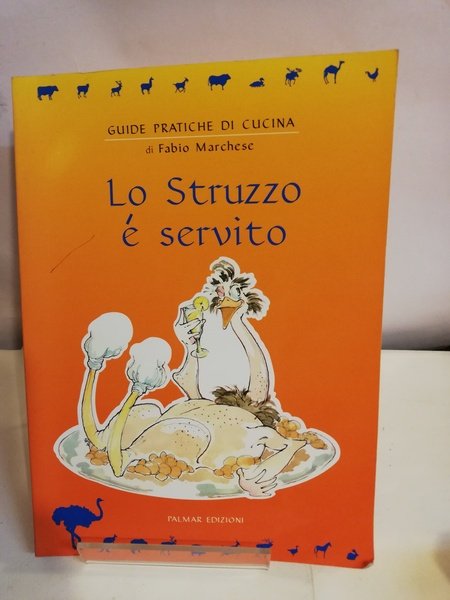 GUIDE PRATICHE DI CUCINA
di Fabio Marchese
Lo Struzzo
é servito
PALMAR EDIZIONI